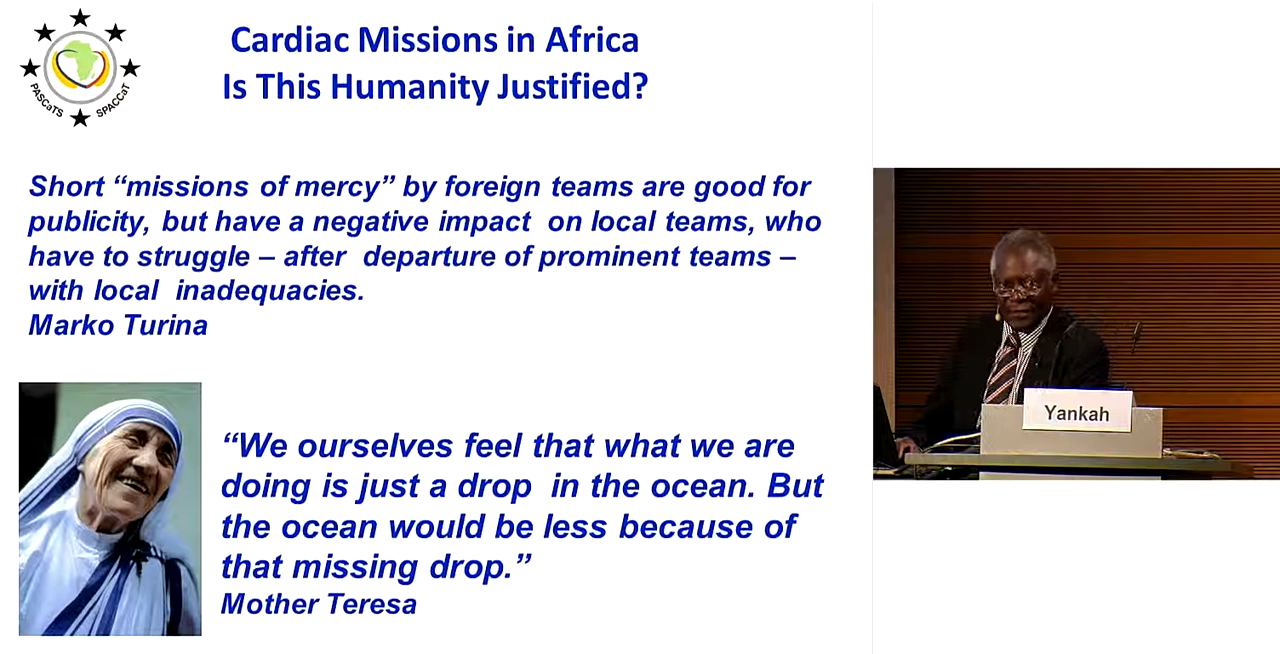 Cardiac Missions in Africa
Is This Humanity Justified?
PASCaTS
SPACCaT
Short “missions of mercy” by foreign teams are good for
publicity, but have a negative impact on local teams, who
have to struggle – after departure of prominent teams –
with local inadequacies.
Marko Turina
“We ourselves feel that what we are
doing is just a drop in the ocean. But
the ocean would be less because of
that missing drop.”
Mother Teresa
Yankah